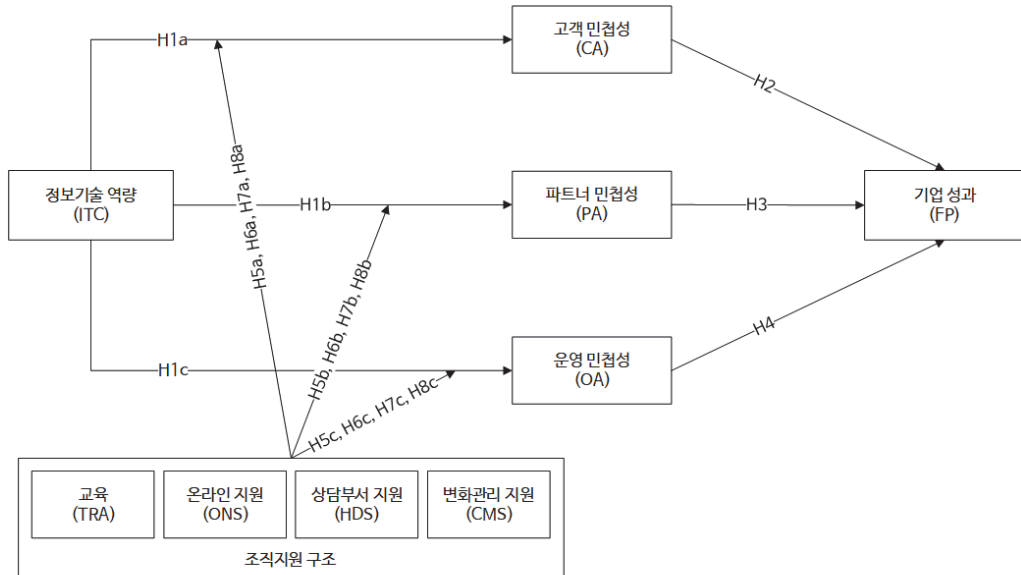 고객 민첩성
(CA)
H1a
H2
H5a, H6a, H7a, H8a
정보기술 역량
(ITC)
H1b
파트너 민첩성
(PA)
H3
기업 성과
(FP)
H5b, H6b, H7b, H8b
H4
H1c
운영 민첩성
(OA)
H5c, H6c, H7c, H8c
교육
(TRA)
온라인 지원
(ONS)
상담부서 지원
(HDS)
변화관리 지원
(CMS)
조직지원 구조